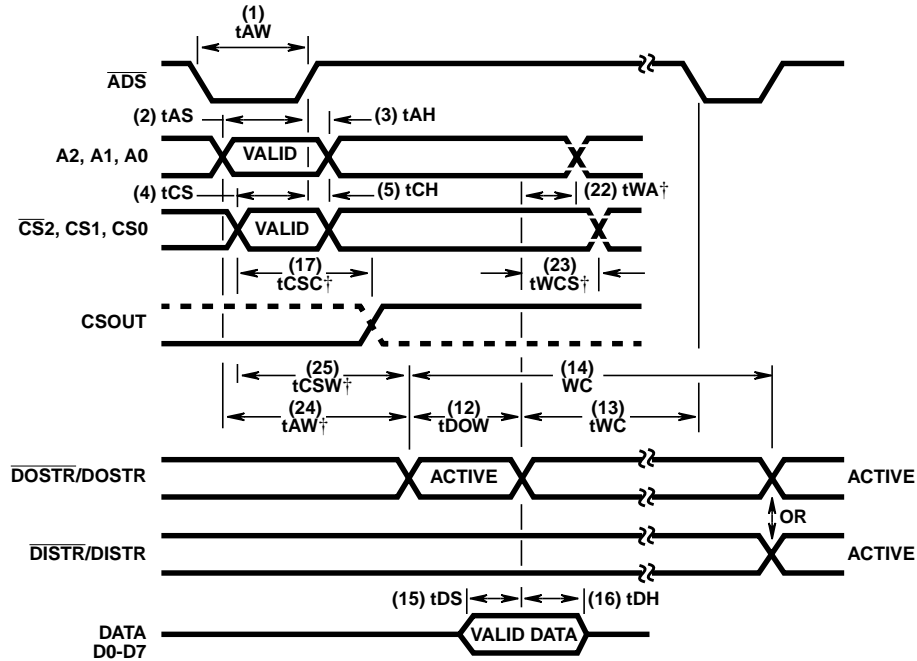 (1)
tAW
ADS
(2) tAS
(3) tAH
A2, A1, A0
VALID
(4) tCS
(5) tCH
(22) tWA†
CS2, CS1, CS0
VALID
(17)
tCSC†
(23)
tWCS†
CSOUT
(25)
tCSW†
(14)
WC
(24)
tAW†
(12)
tDOW
(13)
tWC
DOSTR/DOSTR
ACTIVE
ACTIVE
OR
DISTR/DISTR
ACTIVE
(15) tDS
(16) tDH
DATA
D0-D7
VALID DATA